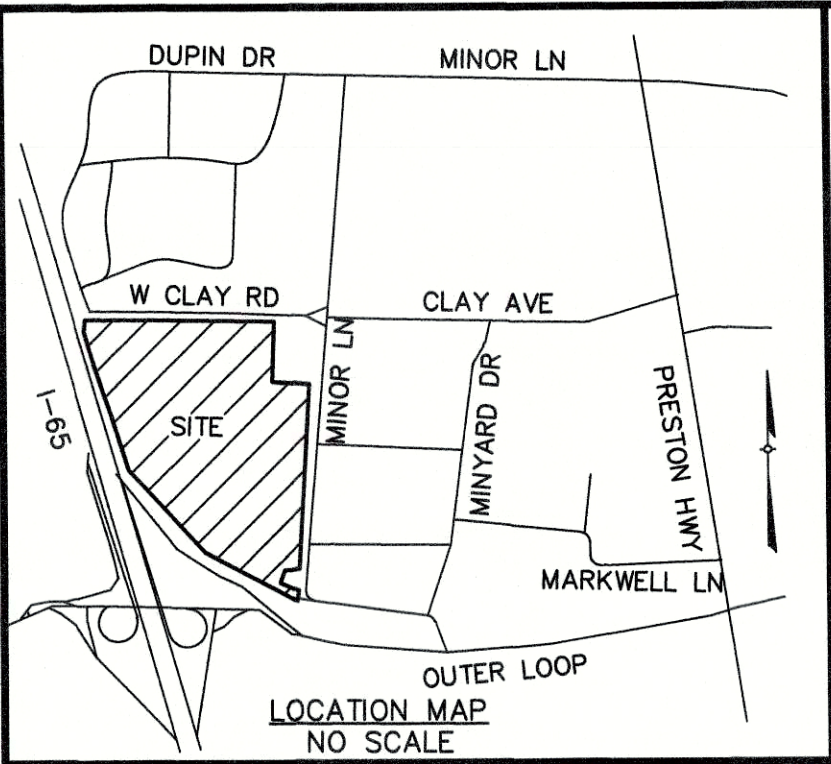 DUPIN DR
MINOR LN
W CLAY RD
CLAY AVE
MINOR LN
MINYARD DR
PRESTON HWY
I-65
SITE
MARKWELL LN
OUTER LOOP
LOCATION MAP
NO SCALE